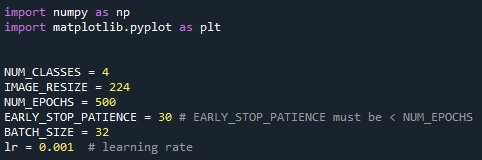 import numpy as np
import matplotlib.pyplot as plt
NUM_CLASSES = 4
IMAGE_RESIZE = 224
NUM_EPOCHS = 500
EARLY_STOP_PATIENCE = 30 # EARLY_STOP_PATIENCE must be < NUM_EPOCHS
BATCH_SIZE = 32
lr = 0.001  # learning rate